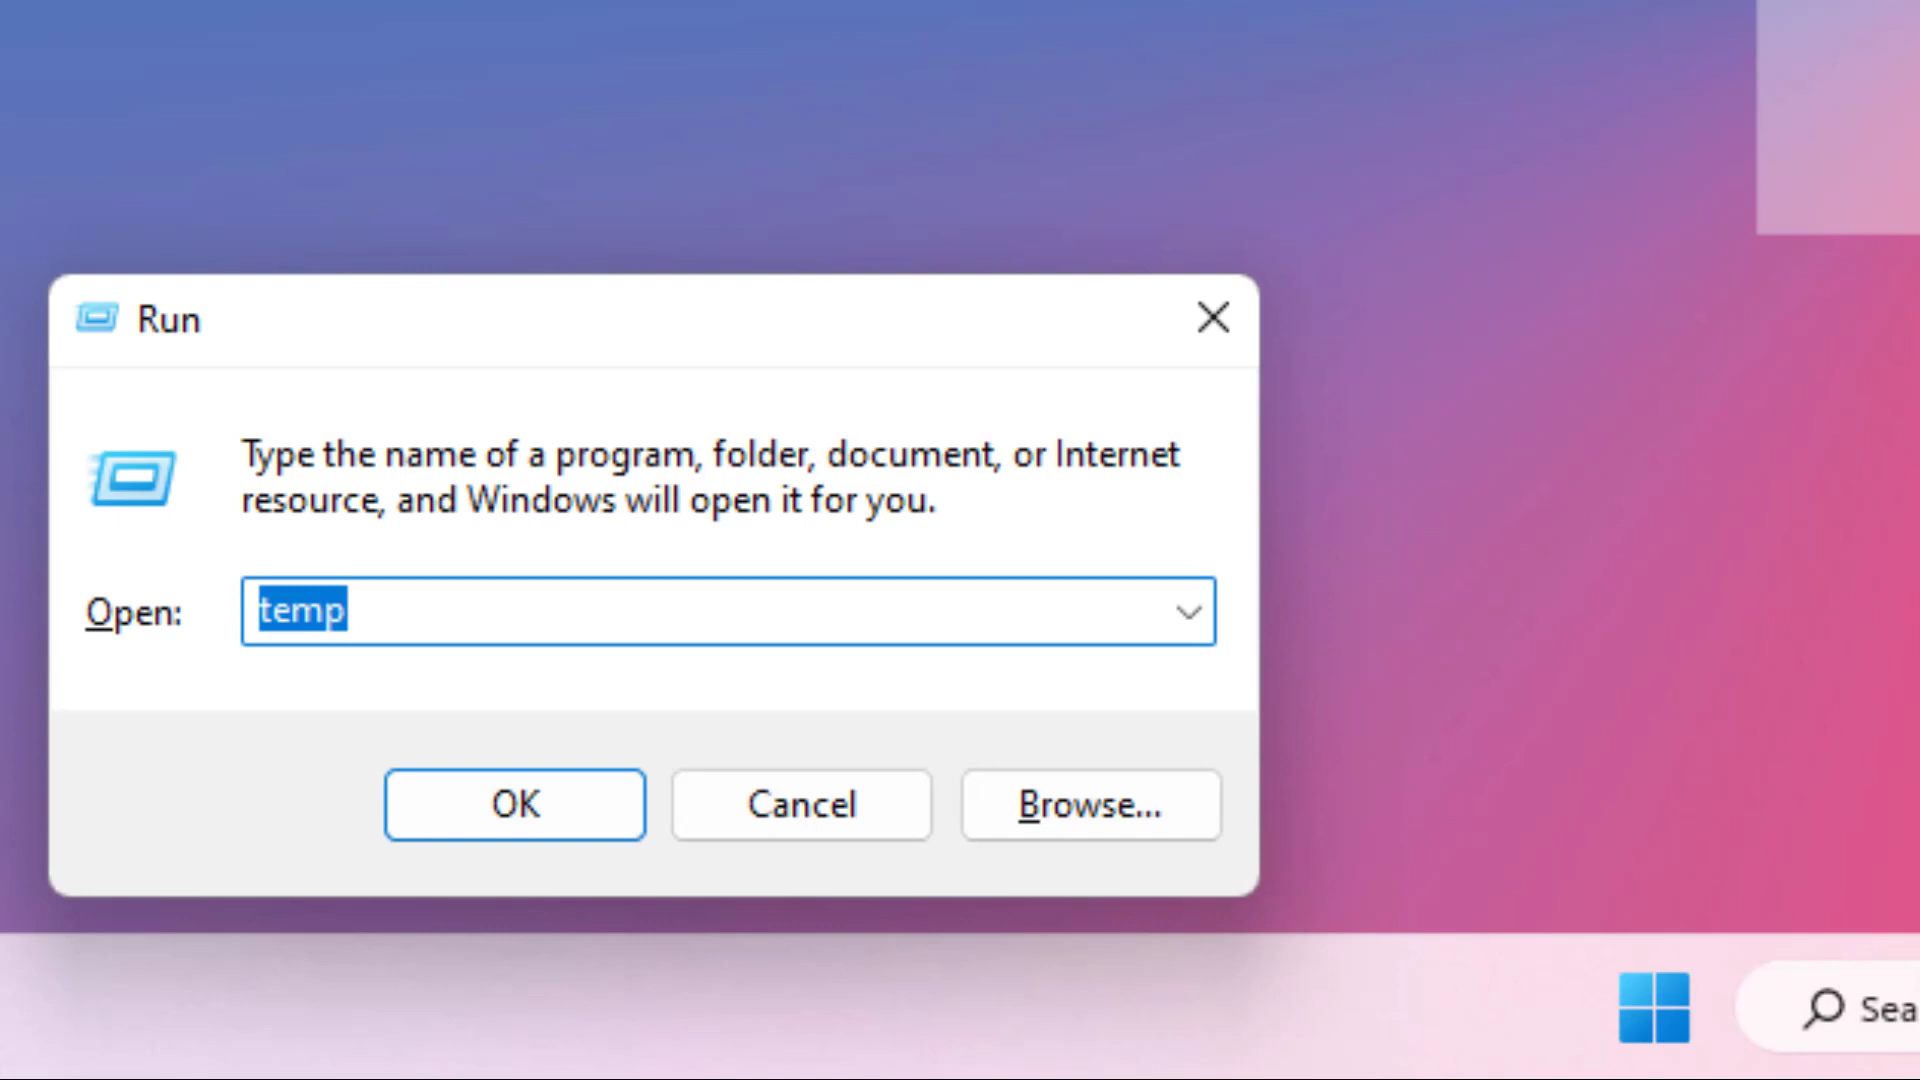 Run
Type the name of a program, folder, document, or Internet
resource, and Windows will open it for you.
Open: temp
OK Cancel Browse...
Sea